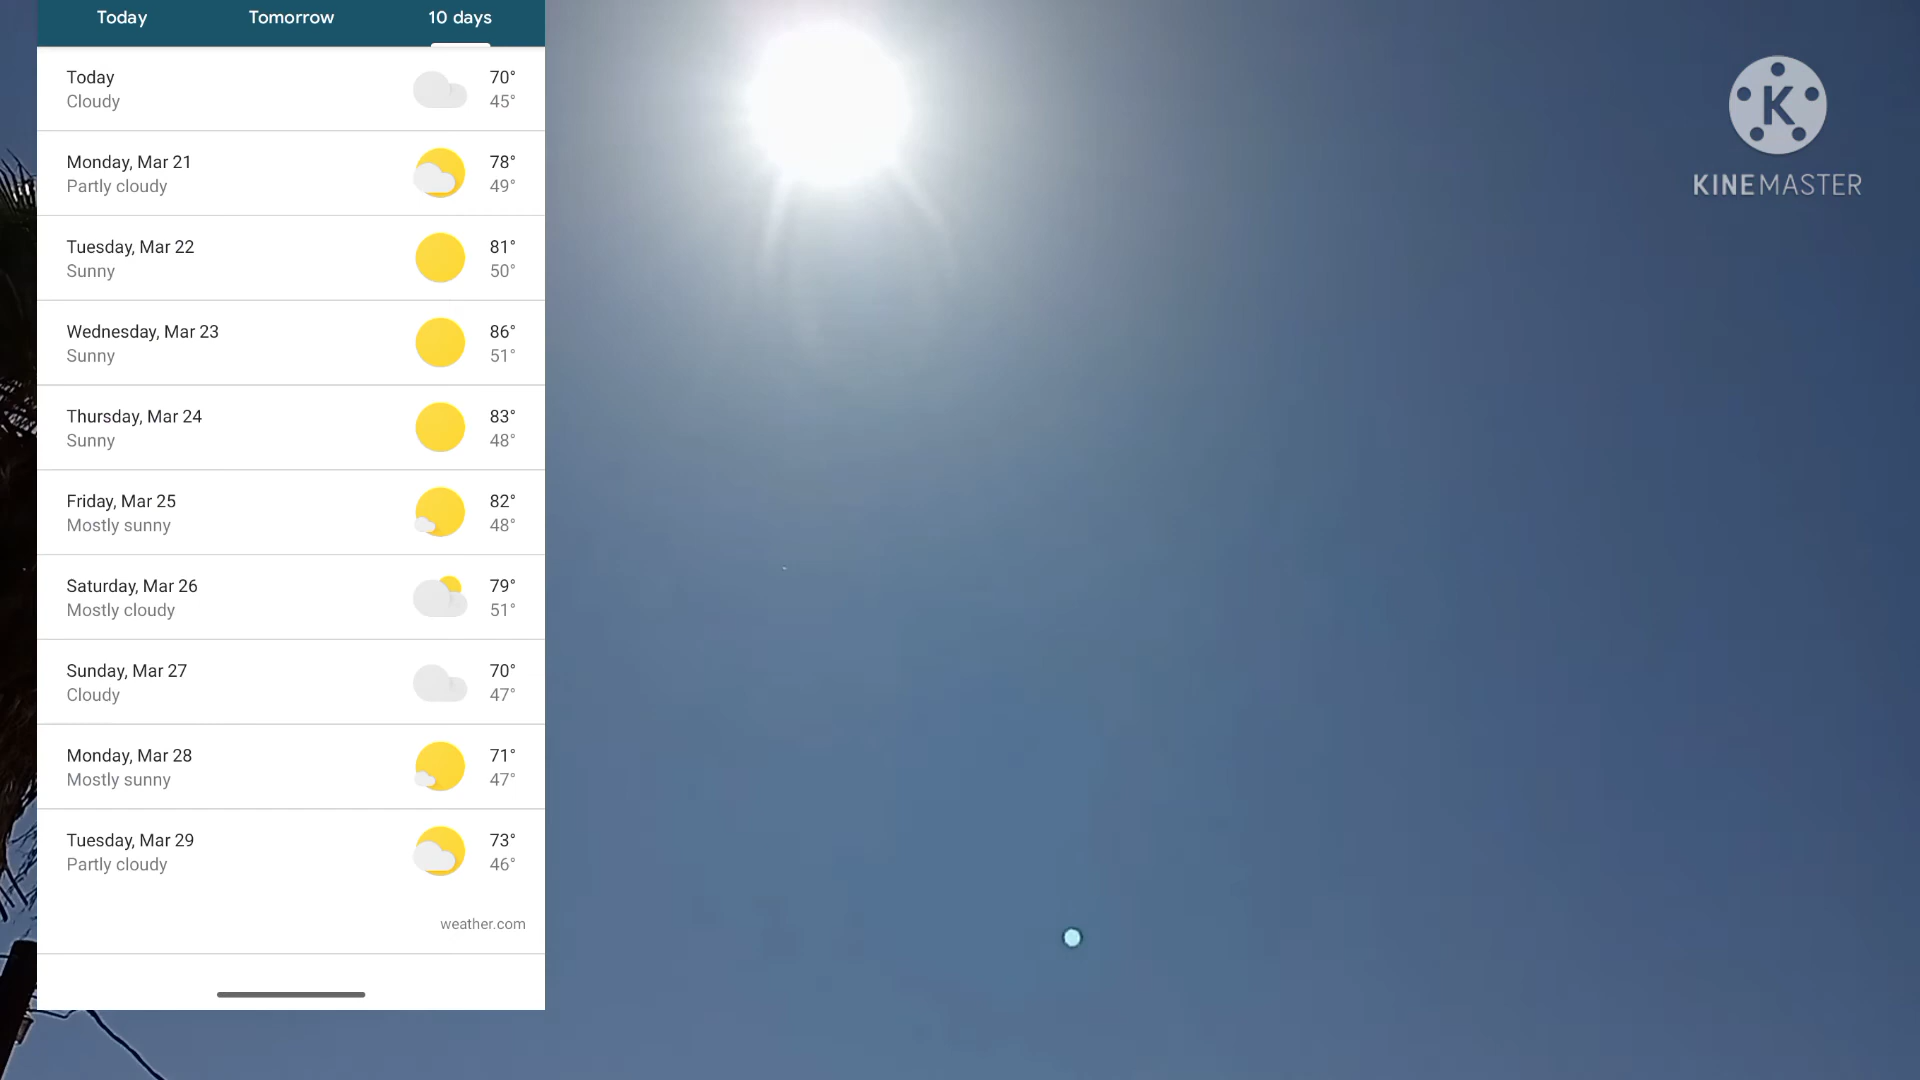 Today Tomorrow 10 days
Today
Cloudy
70°
45°
Monday, Mar 21
Partly cloudy
78°
49°
Tuesday, Mar 22
Sunny
81°
50°
Wednesday, Mar 23
Sunny
86°
51°
Thursday, Mar 24
Sunny
83°
48°
Friday, Mar 25
Mostly sunny
82°
48°
Saturday, Mar 26
Mostly cloudy
79°
51°
Sunday, Mar 27
Cloudy
70°
47°
Monday, Mar 28
Mostly sunny
71°
47°
Tuesday, Mar 29
Partly cloudy
73°
46°
weather.com
K
KINEMASTER